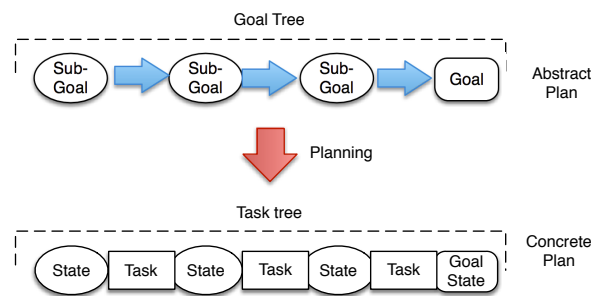 Goal Tree
Sub-
Goal
Sub-
Goal
Sub-
Goal
Goal
Abstract
Plan
Planning
Task tree
Concrete
Plan
State
Task
State
Task
State
Task
Goal
State